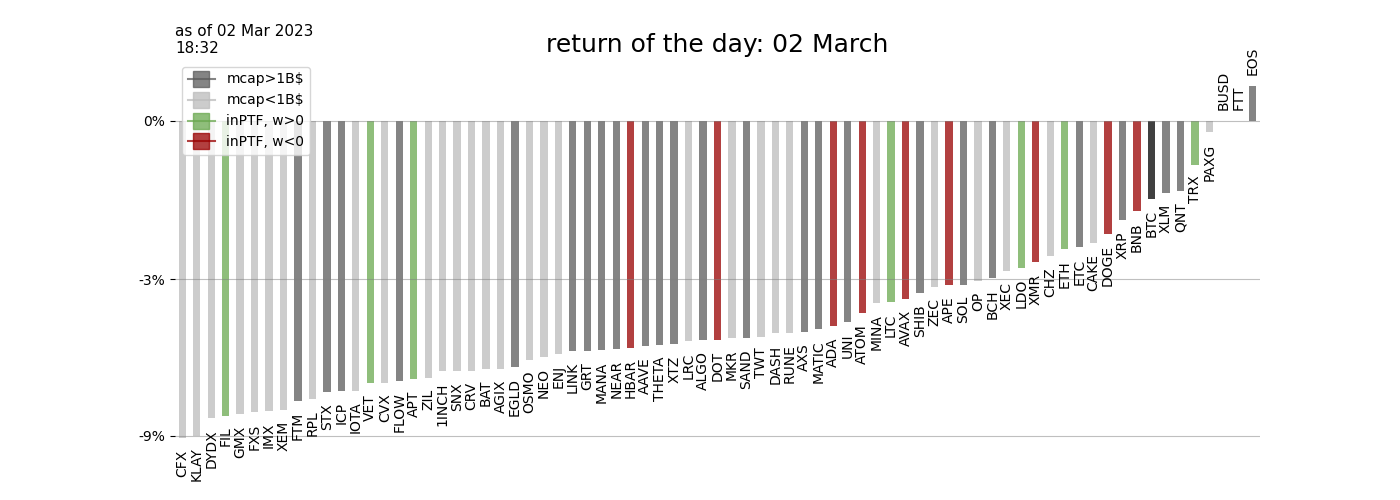 as of 02 Mar 2023
18:32
return of the day: 02 March
mcap>1B$
mcap<1B$
inPTF, w>0
inPTF, w<0
0%
-3%
-9%
CFX
KLAY
DYDX
FIL
GMX
FXS
IMX
XEM
FTM
RPL
STX
ICP
IOTA
VET
CVX
FLOW
APT
ZIL
1INCH
SNX
CRV
BAT
AGIX
EGLD
OSMO
NEO
ENJ
LINK
GRT
MANA
NEAR
HBAR
AAVE
THETA
XTZ
LRC
ALGO
DOT
MKR
SAND
TWT
DASH
RUNE
AXS
MATIC
ADA
UNI
ATOM
MINA
LTC
AVAX
SHIB
ZEC
APE
SOL
OP
BCH
XEC
LDO
XMR
CHZ
ETH
ETC
CAKE
DOGE
XRP
BNB
BTC
XLM
QNT
TRX
PAXG
BUSD
FTT
EOS